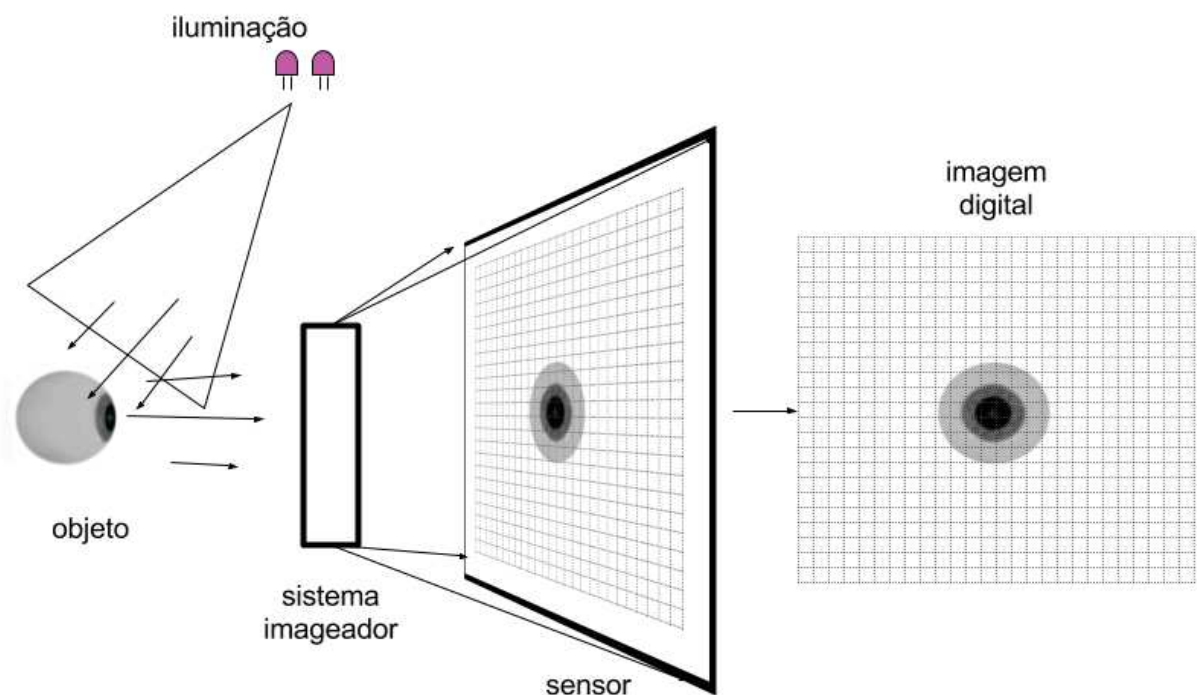 iluminação
imagem
digital
objeto
sistema
imageador
sensor